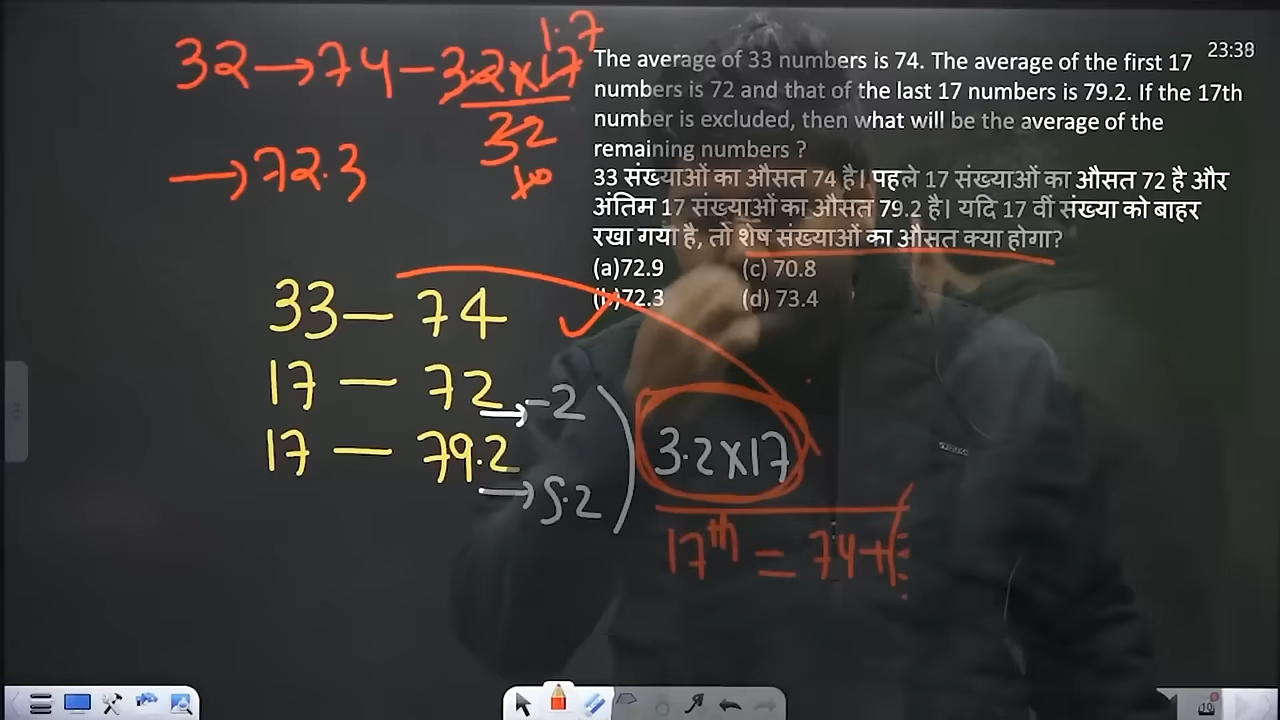 32→74-3.2x17
1.7
32
10
→72.3
23:38
The average of 33 numbers is 74. The average of the first 17
numbers is 72 and that of the last 17 numbers is 79.2. If the 17th
number is excluded, then what will be the average of the
remaining numbers ?
33 संख्याओं का औसत 74 है। पहले 17 संख्याओं का औसत 72 है और
अंतिम 17 संख्याओं का औसत 79.2 है। यदि 17 वीं संख्या को बाहर
रखा गया है, तो शेष संख्याओं का औसत क्या होगा?
(a)72.9 (c) 70.8
(b)72.3 (d) 73.4
33— 74
17 — 72 → -2
17 — 79.2 → 5.2
3.2x17
17th = 74+(
10